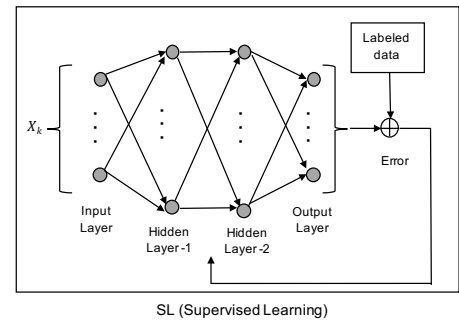 Labeled
data
X_k
Error
Input
Layer
Hidden
Layer-1
Hidden
Layer-2
Output
Layer
SL (Supervised Learning)